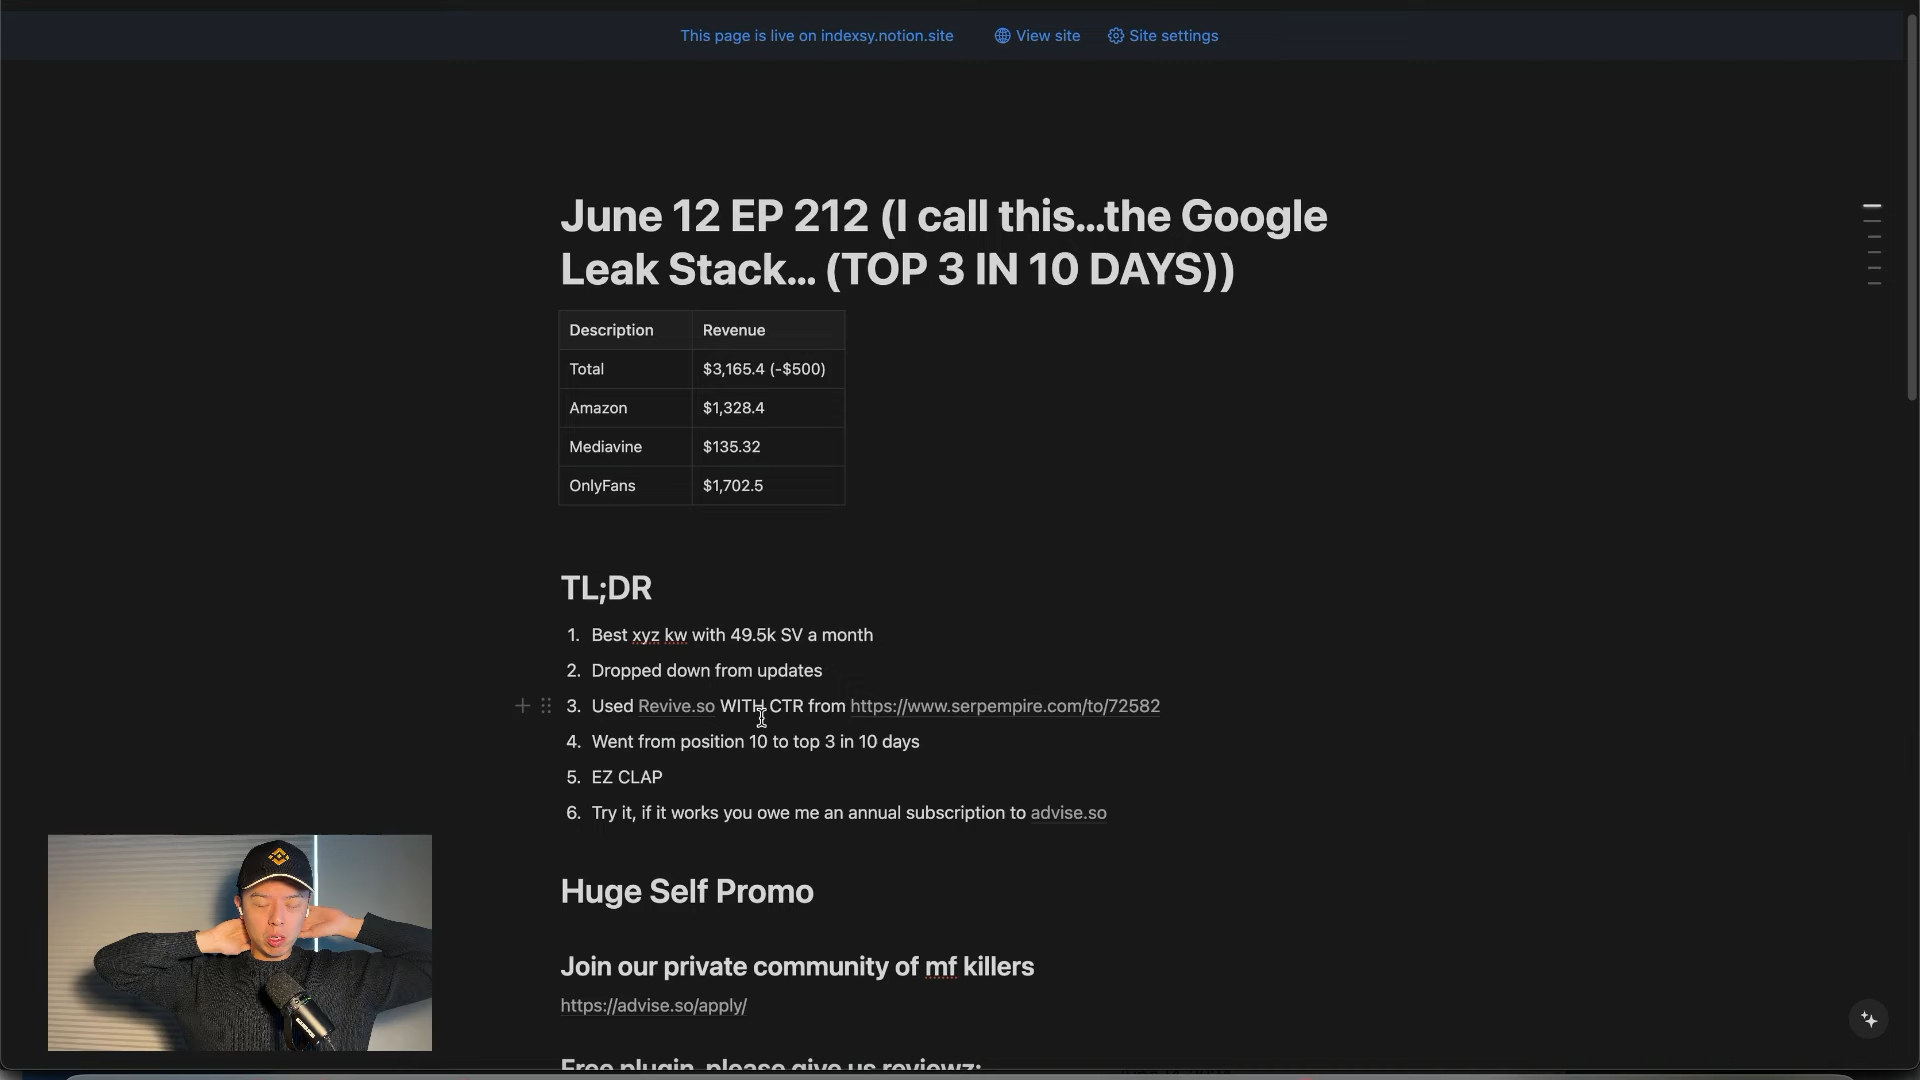 This page is live on indexsy.notion.site View site Site settings
June 12 EP 212 (I call this...the Google
Leak Stack... (TOP 3 IN 10 DAYS))
Description Revenue
Total $3,165.4 (-$500)
Amazon $1,328.4
Mediavine $135.32
OnlyFans $1,702.5
TL;DR
1. Best xyz kw with 49.5k SV a month
2. Dropped down from updates
3. Used Revive.so WITH CTR from https://www.serpempire.com/to/72582
4. Went from position 10 to top 3 in 10 days
5. EZ CLAP
6. Try it, if it works you owe me an annual subscription to advise.so
Huge Self Promo
Join our private community of mf killers
https://advise.so/apply/
Free plugin, please give us reviewz: